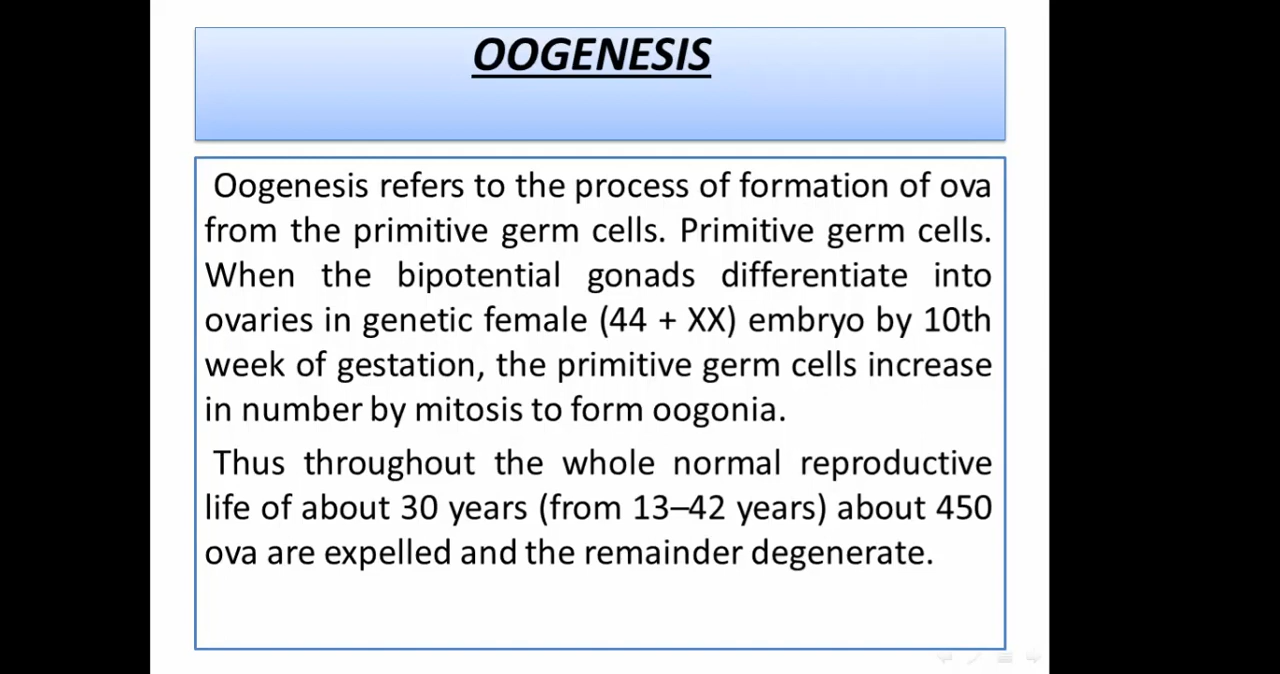 OOGENESIS
Oogenesis refers to the process of formation of ova
from the primitive germ cells. Primitive germ cells.
When the bipotential gonads differentiate into
ovaries in genetic female (44 + XX) embryo by 10th
week of gestation, the primitive germ cells increase
in number by mitosis to form oogonia.
Thus throughout the whole normal reproductive
life of about 30 years (from 13–42 years) about 450
ova are expelled and the remainder degenerate.